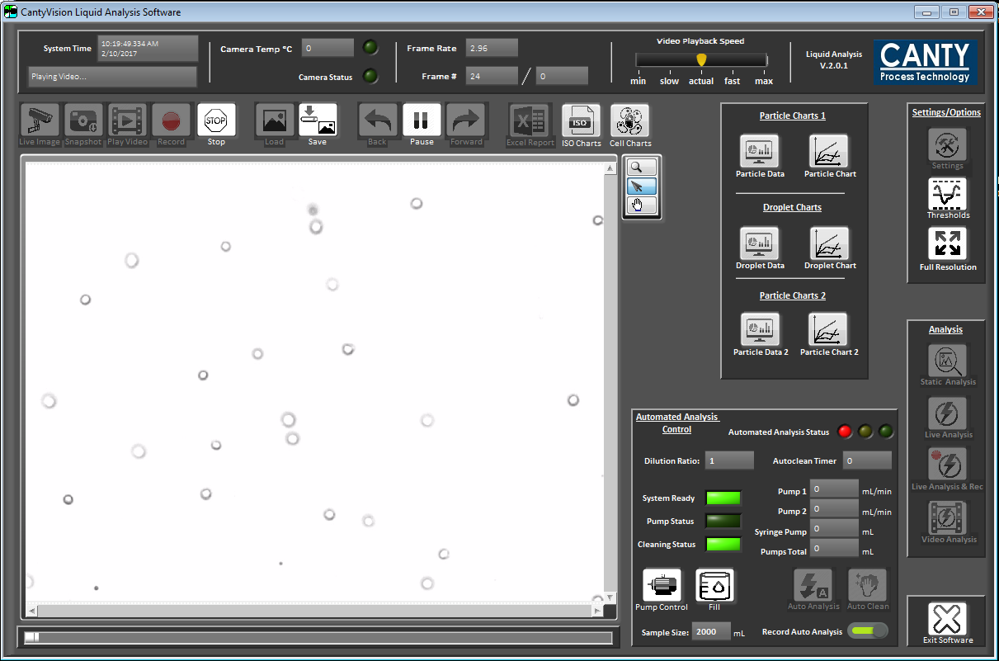 CantyVision Liquid Analysis Software
System Time
10:19:49.334 AM
2/10/2017
Playing Video...
Camera Temp °C
0
Camera Status
Frame Rate
2.96
Frame #
24
/
0
Video Playback Speed
min slow actual fast max
Liquid Analysis
V.2.0.1
CANTY
Process Technology
Live Image Snapshot Play Video Record Stop Load Save Back Pause Forward Excel Report ISO Charts Cell Charts
STOP
ISO
Particle Charts 1
Particle Data Particle Chart
Droplet Charts
Droplet Data Droplet Chart
Particle Charts 2
Particle Data 2 Particle Chart 2
Settings/Options
Settings
Thresholds
Full Resolution
Analysis
Static Analysis
Live Analysis
Live Analysis & Rec
Video Analysis
Automated Analysis
Control
Automated Analysis Status
Dilution Ratio: 1
Autoclean Timer 0
System Ready
Pump Status
Cleaning Status
Pump 1 0 mL/min
Pump 2 0 mL/min
Syringe Pump 0 mL
Pumps Total 0 mL
Pump Control Fill
A
Auto Analysis Auto Clean
Sample Size: 2000 mL
Record Auto Analysis
Exit Software